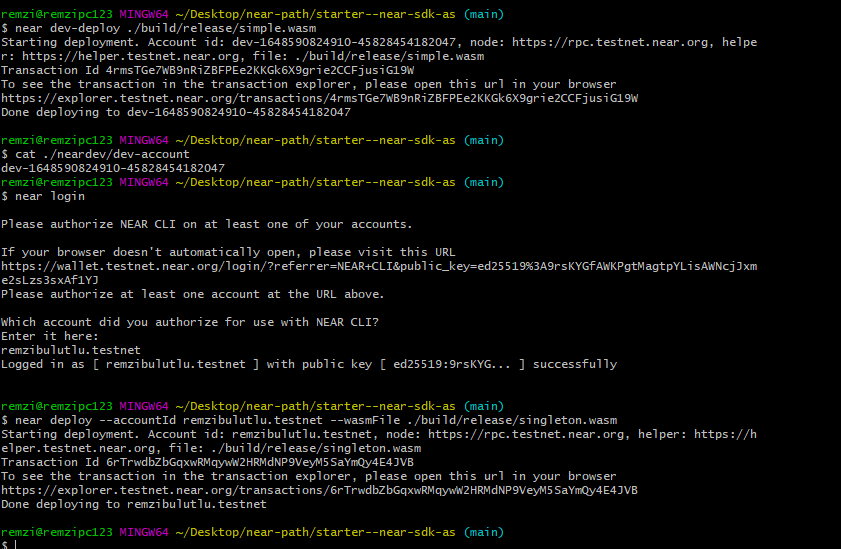 remzi@remzipc123 MINGW64 ~/Desktop/near-path/starter--near-sdk-as (main)
$ near dev-deploy ./build/release/simple.wasm
Starting deployment. Account id: dev-1648590824910-45828454182047, node: https://rpc.testnet.near.org, helpe
r: https://helper.testnet.near.org, file: ./build/release/simple.wasm
Transaction Id 4rmsTGe7WB9nRiZBFPEe2KKGk6X9grie2CCFjusiG19W
To see the transaction in the transaction explorer, please open this url in your browser
https://explorer.testnet.near.org/transactions/4rmsTGe7WB9nRiZBFPEe2KKGk6X9grie2CCFjusiG19W
Done deploying to dev-1648590824910-45828454182047
remzi@remzipc123 MINGW64 ~/Desktop/near-path/starter--near-sdk-as (main)
$ cat ./neardev/dev-account
dev-1648590824910-45828454182047
remzi@remzipc123 MINGW64 ~/Desktop/near-path/starter--near-sdk-as (main)
$ near login
Please authorize NEAR CLI on at least one of your accounts.
If your browser doesn't automatically open, please visit this URL
https://wallet.testnet.near.org/login/?referrer=NEAR+CLI&public_key=ed25519%3A9rsKYGfAWKPgtMagtpYLisAWNcjJxm
e2sLzs3sxAf1YJ
Please authorize at least one account at the URL above.
Which account did you authorize for use with NEAR CLI?
Enter it here:
remzibulutlu.testnet
Logged in as [ remzibulutlu.testnet ] with public key [ ed25519:9rsKYG... ] successfully
remzi@remzipc123 MINGW64 ~/Desktop/near-path/starter--near-sdk-as (main)
$ near deploy --accountId remzibulutlu.testnet --wasmFile ./build/release/singleton.wasm
Starting deployment. Account id: remzibulutlu.testnet, node: https://rpc.testnet.near.org, helper: https://h
elper.testnet.near.org, file: ./build/release/singleton.wasm
Transaction Id 6rTrwdbZbGqxwRMqywW2HRMdNP9VeyM5SaYmQy4E4JVB
To see the transaction in the transaction explorer, please open this url in your browser
https://explorer.testnet.near.org/transactions/6rTrwdbZbGqxwRMqywW2HRMdNP9VeyM5SaYmQy4E4JVB
Done deploying to remzibulutlu.testnet
remzi@remzipc123 MINGW64 ~/Desktop/near-path/starter--near-sdk-as (main)
$